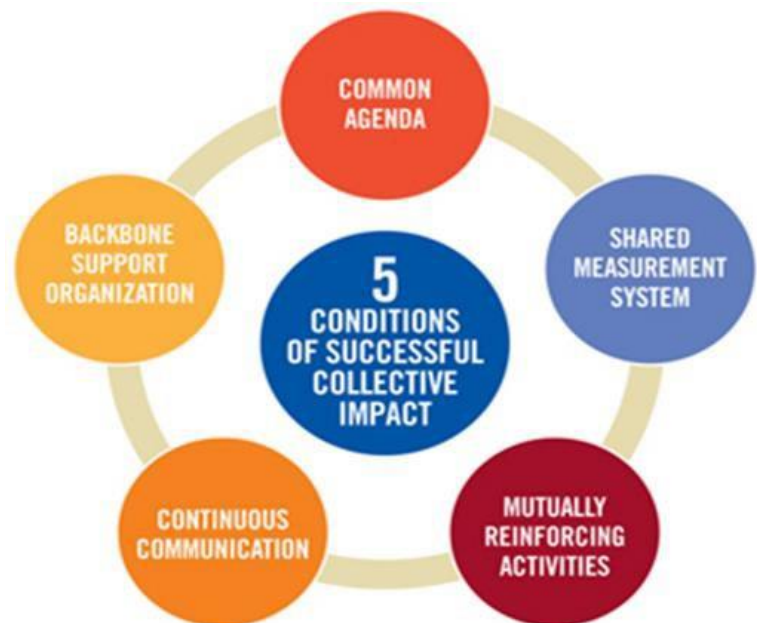 COMMON
AGENDA
BACKBONE
SUPPORT
ORGANIZATION
SHARED
MEASUREMENT
SYSTEM
5
CONDITIONS
OF SUCCESSFUL
COLLECTIVE
IMPACT
CONTINUOUS
COMMUNICATION
MUTUALLY
REINFORCING
ACTIVITIES